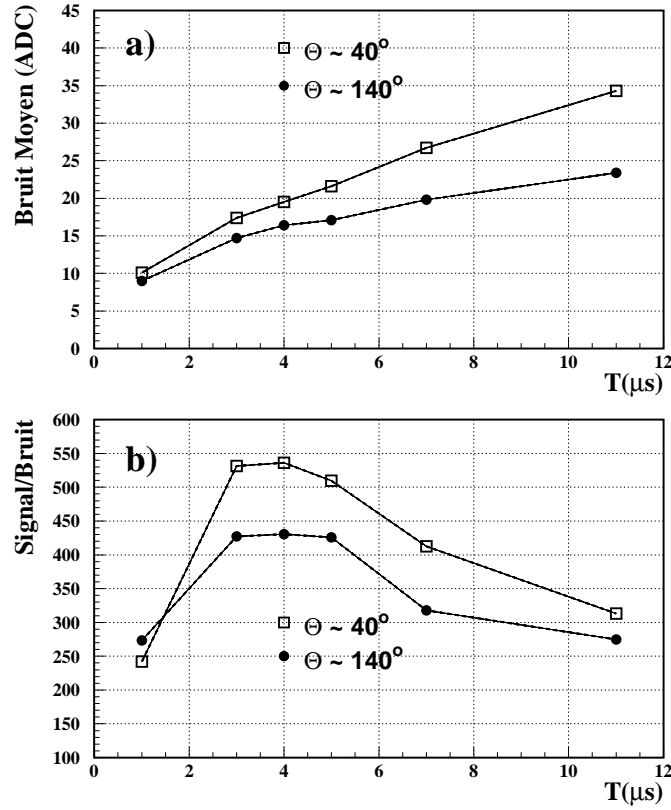 45
40
35
30
25
20
15
10
5
0
Bruit Moyen (ADC)
a)
Θ ~ 40°
Θ ~ 140°
0 2 4 6 8 10 12
T(μs)
600
550
500
450
400
350
300
250
200
150
100
Signal/Bruit
b)
Θ ~ 40°
Θ ~ 140°
0 2 4 6 8 10 12
T(μs)